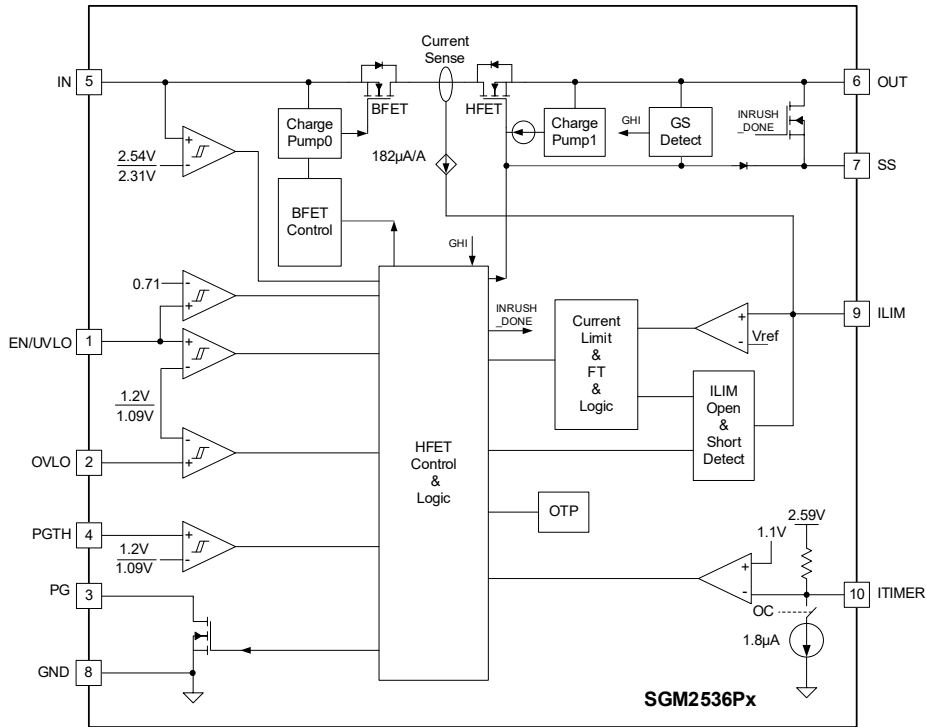 IN
5
Current
Sense
BFET
HFET
6
OUT
Charge
Pump0
182µA/A
Charge
Pump1
GHI
GS
Detect
INRUSH
_DONE
7
SS
+
-
2.54V
2.31V
BFET
Control
GHI
0.71
-
+
EN/UVLO
1
+
-
1.2V
1.09V
INRUSH
_DONE
Current
Limit
&
FT
&
Logic
+
-
Vref
9
ILIM
ILIM
Open
&
Short
Detect
OVLO
2
-
+
HFET
Control
&
Logic
PGTH
4
+
-
1.2V
1.09V
OTP
2.59V
1.1V
+
-
PG
3
10
ITIMER
OC
1.8µA
GND
8
SGM2536Px